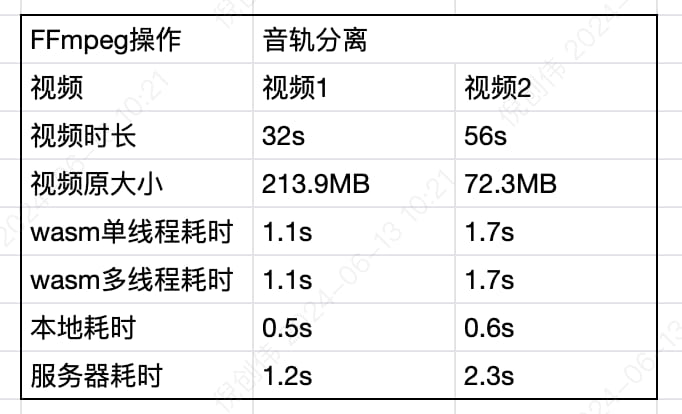 FFmpeg操作 音轨分离
视频 视频1 视频2
视频时长 32s 56s
视频原大小 213.9MB 72.3MB
wasm单线程耗时 1.1s 1.7s
wasm多线程耗时 1.1s 1.7s
本地耗时 0.5s 0.6s
服务器耗时 1.2s 2.3s
倪创伟 2024-06-13 10:21